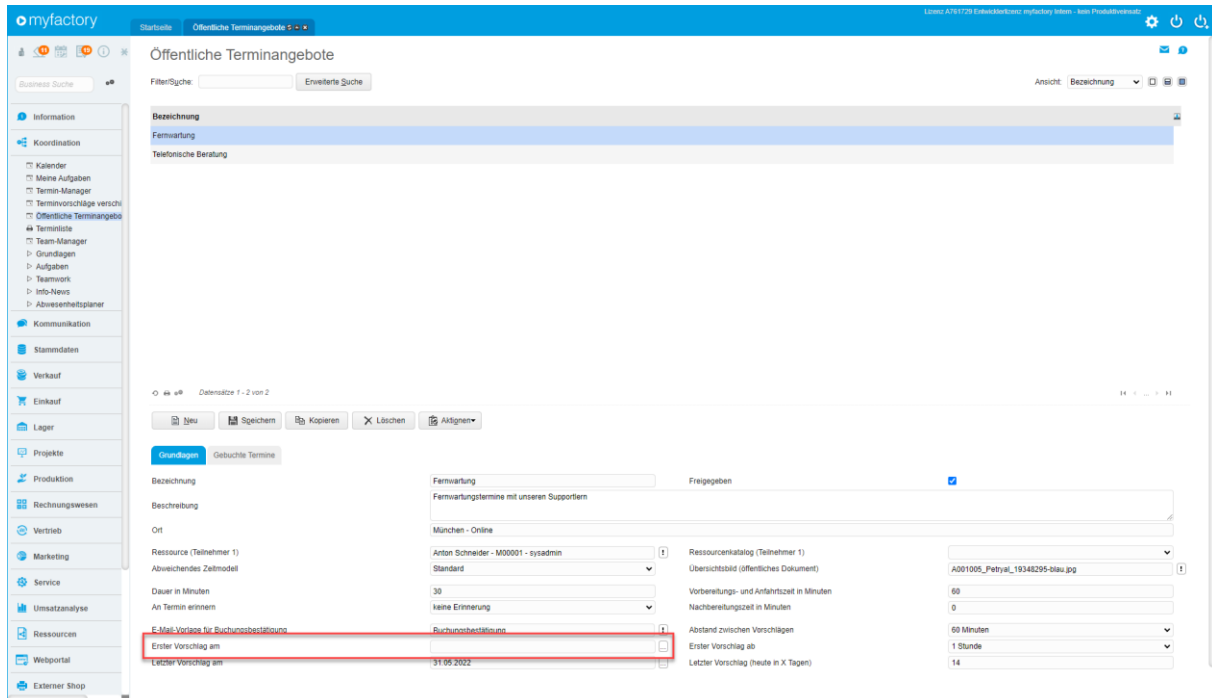 myfactory
Startseite
Öffentliche Terminangebote
Lizenz A761729 Entwicklerlizenz myfactory Intern - kein Produktiveinsatz
Öffentliche Terminangebote
Business Suche
Filter/Suche:
Erweiterte Suche
Ansicht: Bezeichnung
Information
Koordination
Kalender
Meine Aufgaben
Termin-Manager
Terminvorschläge verschi
Öffentliche Terminangebo
Terminliste
Team-Manager
Grundlagen
Aufgaben
Teamwork
Info-News
Abwesenheitsplaner
Kommunikation
Stammdaten
Verkauf
Einkauf
Lager
Projekte
Produktion
Rechnungswesen
Vertrieb
Marketing
Service
Umsatzanalyse
Ressourcen
Webportal
Externer Shop
Bezeichnung
Fernwartung
Telefonische Beratung
Datensätze 1 - 2 von 2
Neu
Speichern
Kopieren
Löschen
Aktionen
Grundlagen
Gebuchte Termine
Bezeichnung Fernwartung Freigegeben
Beschreibung Fernwartungstermine mit unseren Supportlern
Ort München - Online
Ressource (Teilnehmer 1) Anton Schneider - M00001 - sysadmin Ressourcenkatalog (Teilnehmer 1)
Abweichendes Zeitmodell Standard Übersichtsbild (öffentliches Dokument) A001005_Petryal_19348295-blau.jpg
Dauer in Minuten 30 Vorbereitungs- und Anfahrtszeit in Minuten 60
An Termin erinnern keine Erinnerung Nachbereitungszeit in Minuten 0
E-Mail-Vorlage für Buchungsbestätigung Buchungsbestätigung Abstand zwischen Vorschlägen 60 Minuten
Erster Vorschlag am Erster Vorschlag ab 1 Stunde
Letzter Vorschlag am 31.05.2022 Letzter Vorschlag (heute in X Tagen) 14